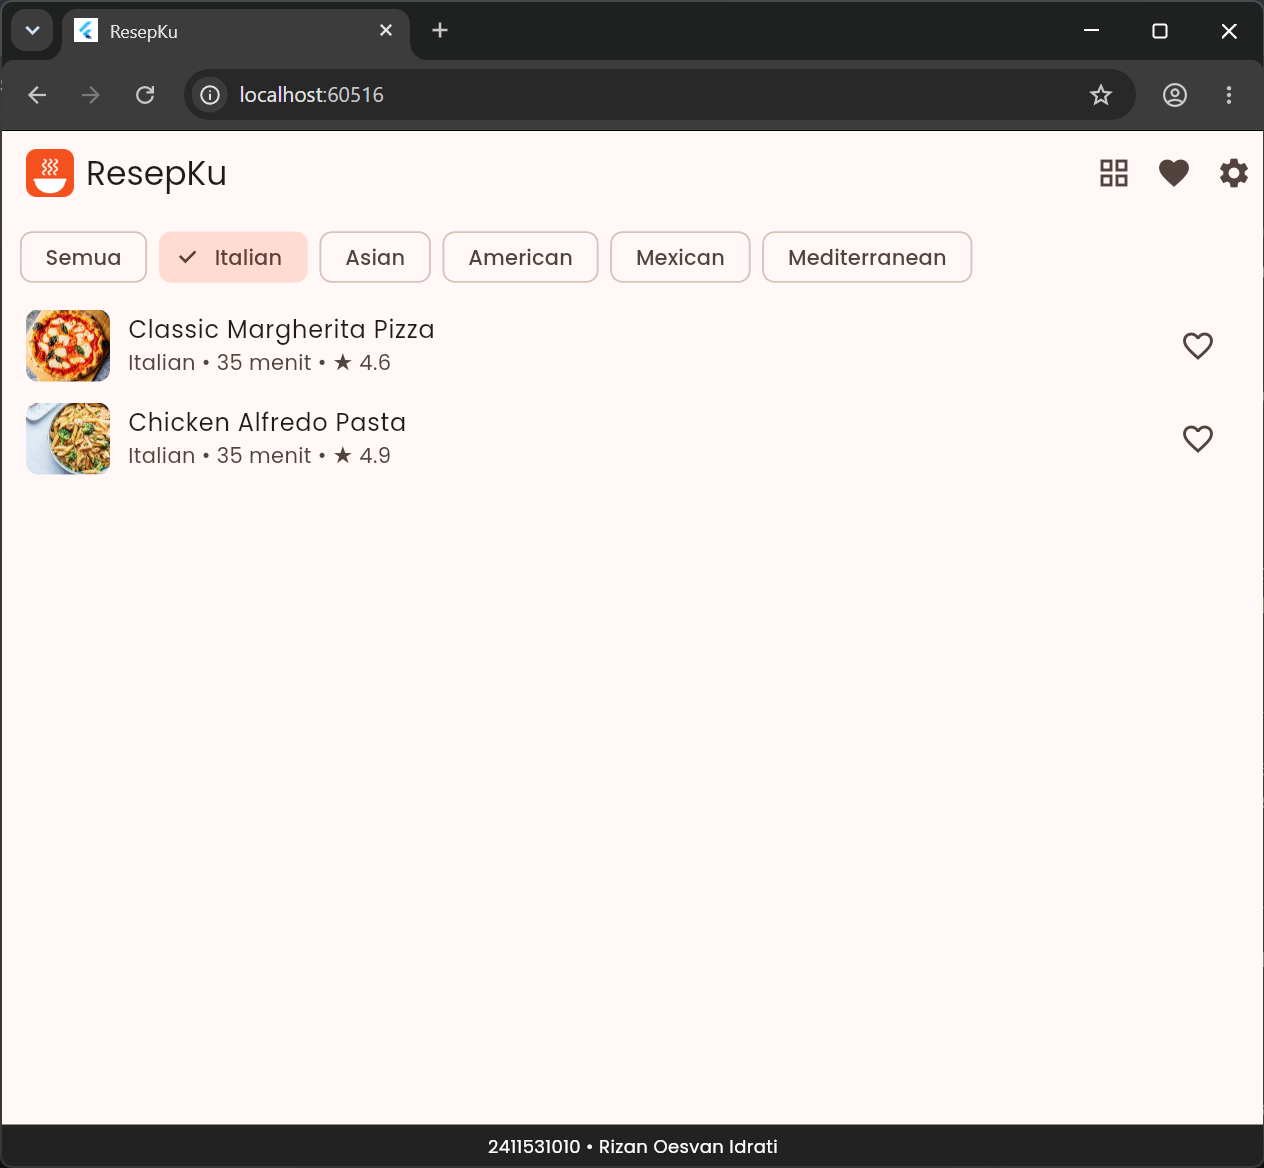 ResepKu
localhost:60516
ResepKu
Semua
Italian
Asian
American
Mexican
Mediterranean
Classic Margherita Pizza
Italian • 35 menit • ★ 4.6
Chicken Alfredo Pasta
Italian • 35 menit • ★ 4.9
2411531010 • Rizan Oesvan Idrati